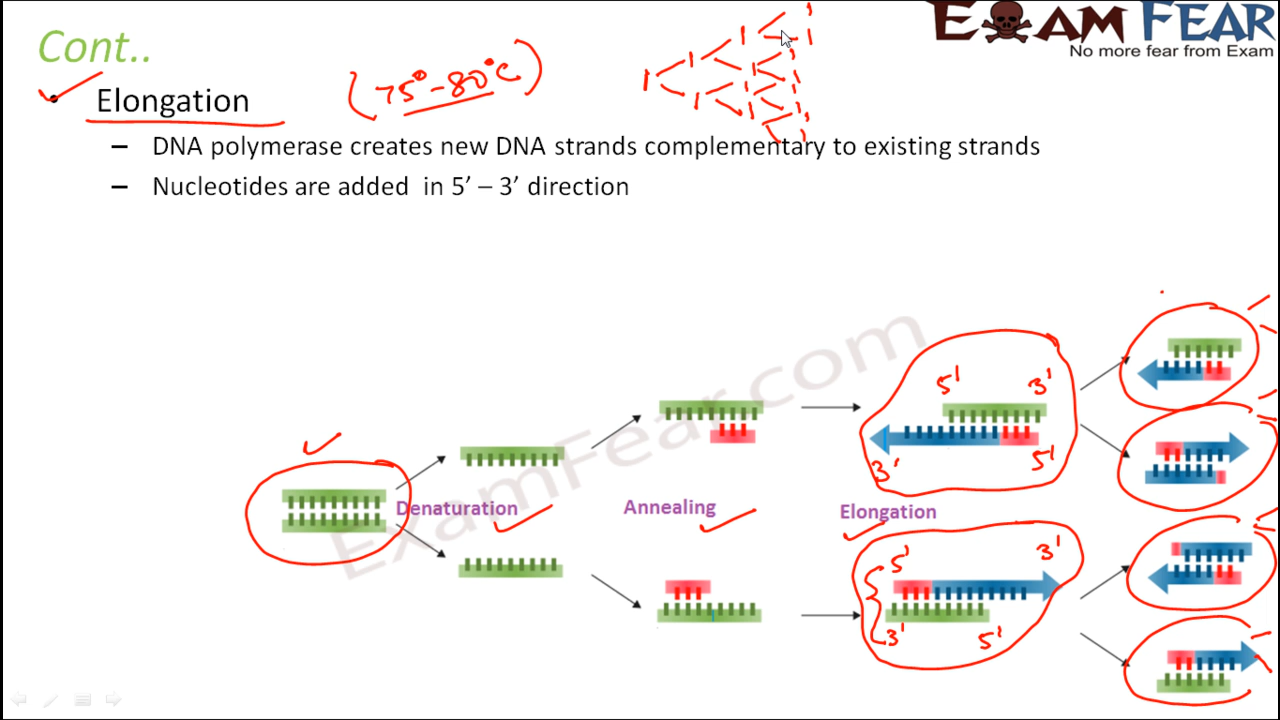 Cont..
EXAM FEAR
No more fear from Exam
• Elongation
(75° - 80°C)
– DNA polymerase creates new DNA strands complementary to existing strands
– Nucleotides are added in 5’ – 3’ direction
5' 3'
3' 5'
Denaturation
Annealing
Elongation
5' 3'
3' 5'
ExamFear.com